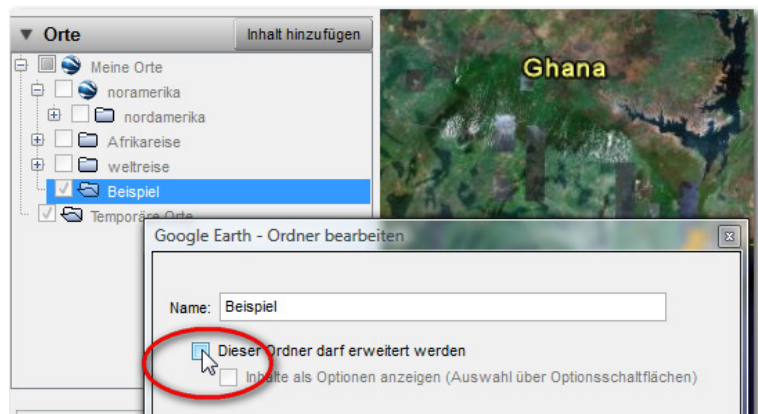 Orte
Inhalt hinzufügen
Meine Orte
noramerika
nordamerika
Afrikareise
weltreise
Beispiel
Temporäre Orte
Ghana
Google Earth - Ordner bearbeiten
Name: Beispiel
Dieser Ordner darf erweitert werden
Inhalte als Optionen anzeigen (Auswahl über Optionsschaltflächen)